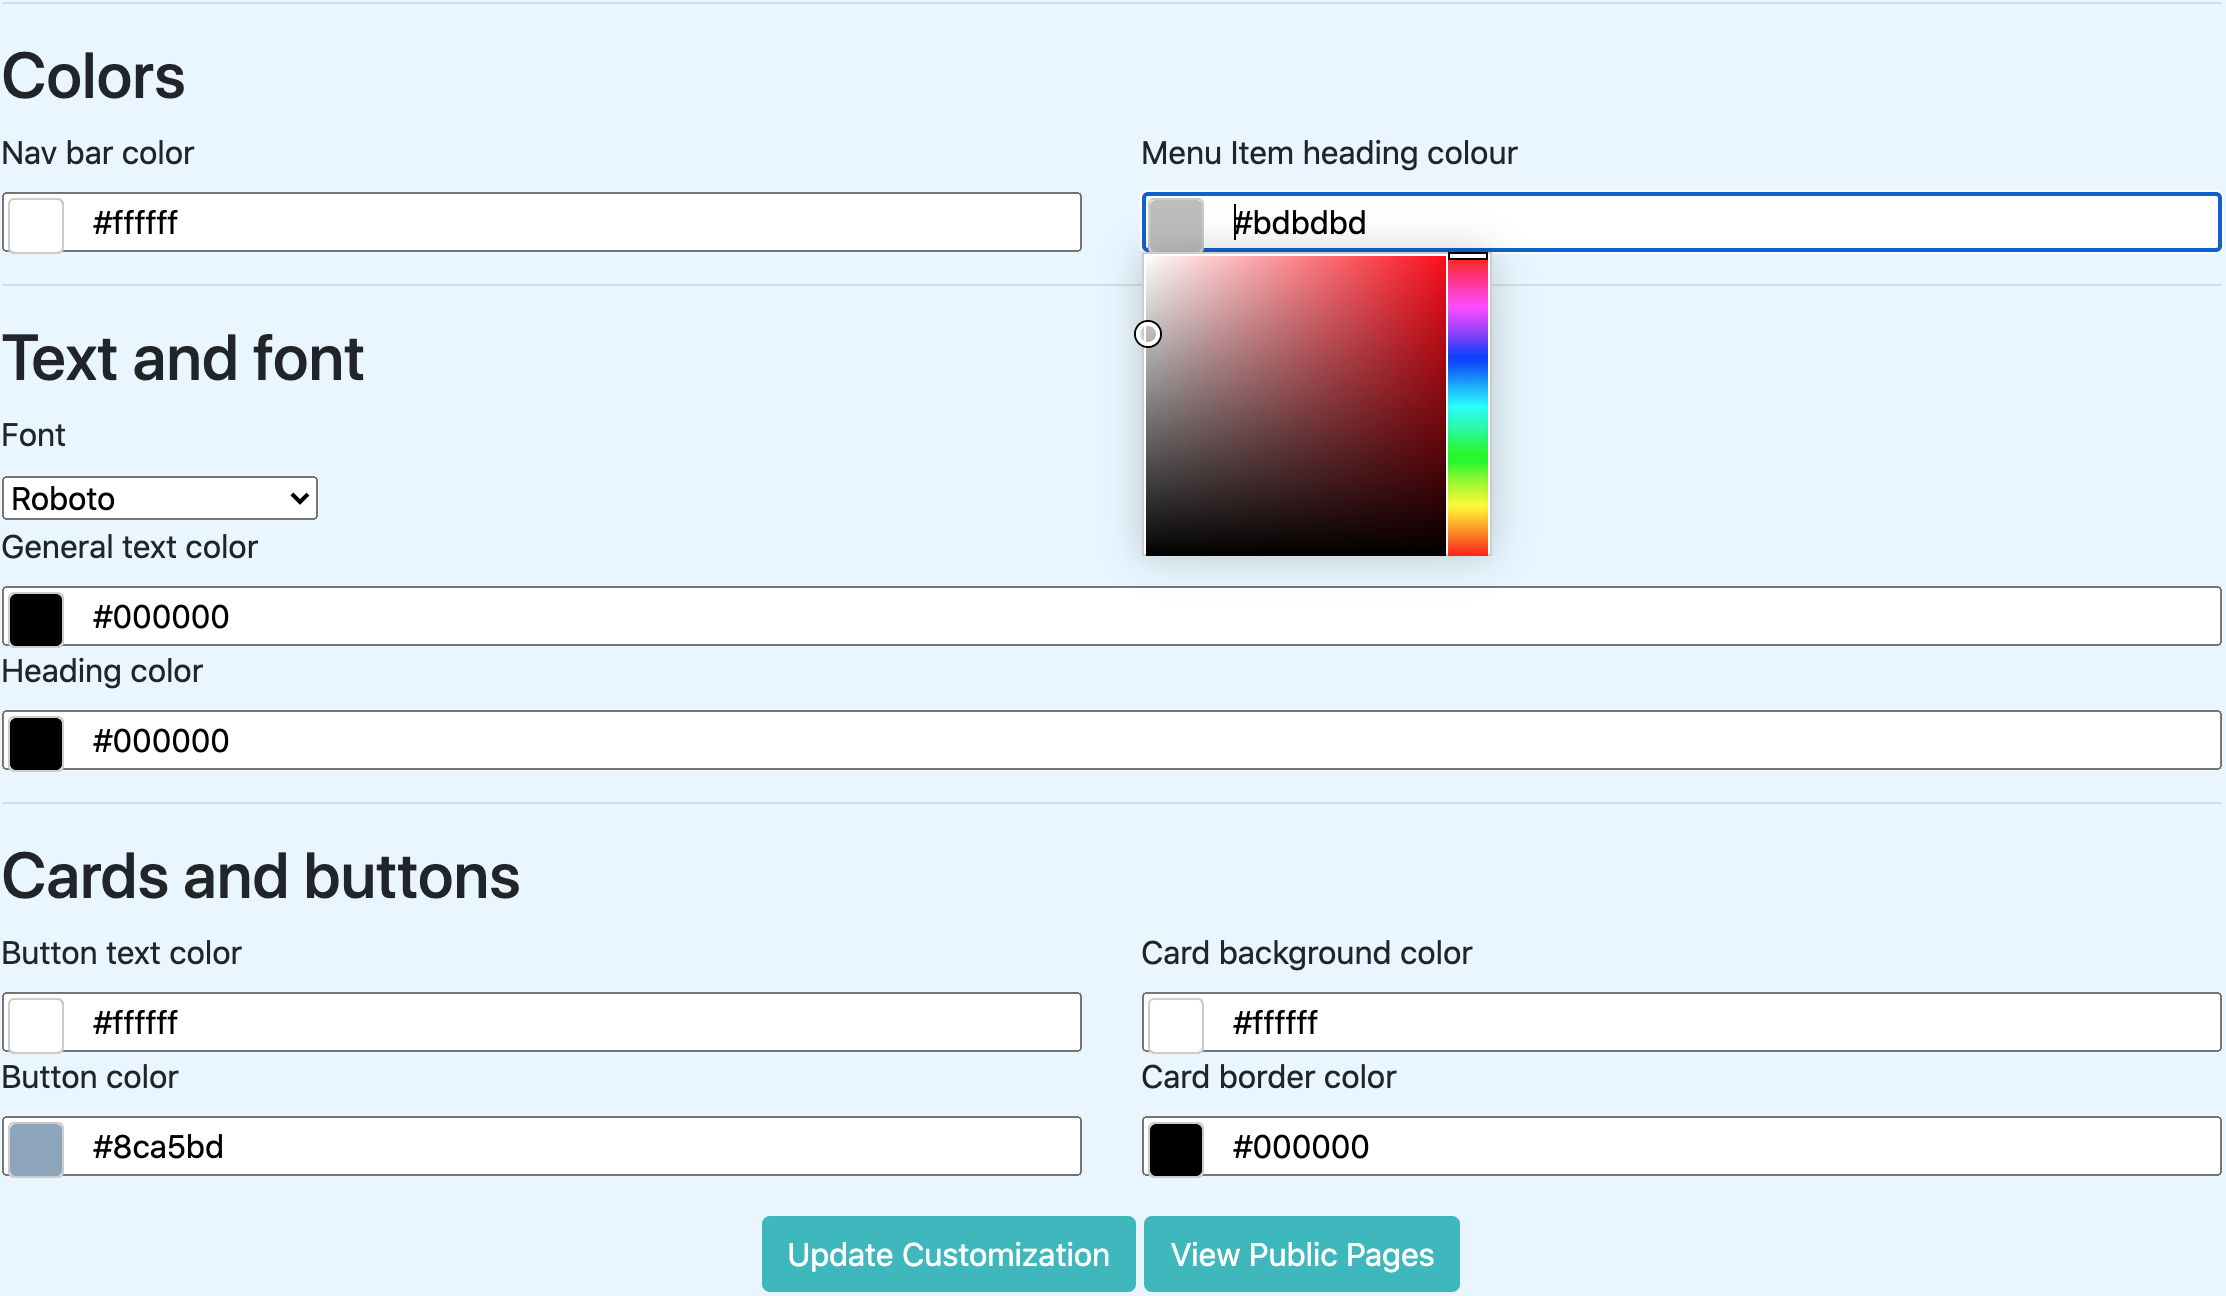 Colors
Nav bar color
Menu Item heading colour
#ffffff
#bdbdbd
Text and font
Font
Roboto
General text color
#000000
Heading color
#000000
Cards and buttons
Button text color
Card background color
#ffffff
#ffffff
Button color
Card border color
#8ca5bd
#000000
Update Customization
View Public Pages